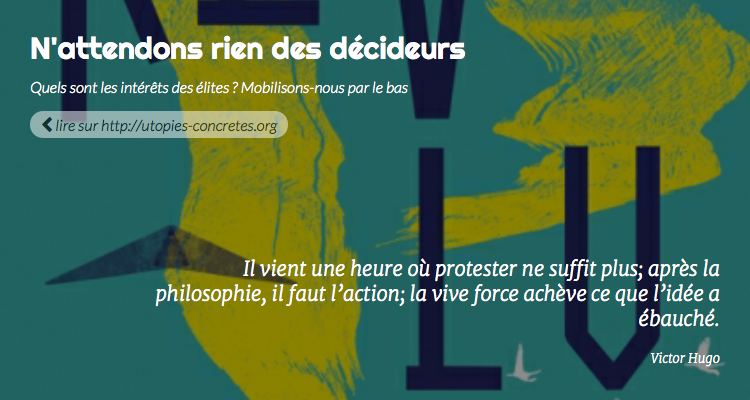 N'attendons rien des décideurs
Quels sont les intérêts des élites ? Mobilisons-nous par le bas
lire sur http://utopies-concretes.org
Il vient une heure où protester ne suffit plus; après la
philosophie, il faut l’action; la vive force achève ce que l’idée a
ébauché.
Victor Hugo